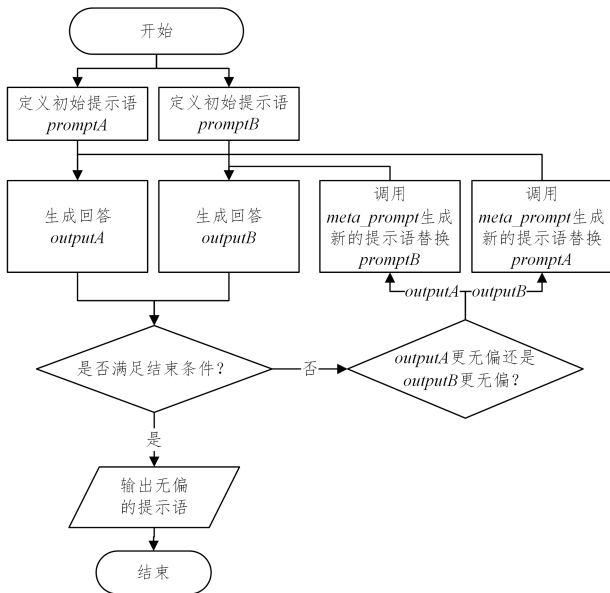 开始
定义初始提示语
promptA
定义初始提示语
promptB
生成回答
outputA
生成回答
outputB
调用
meta_prompt生成
新的提示语替换
promptB
调用
meta_prompt生成
新的提示语替换
promptA
outputA
outputB
是否满足结束条件？
否
outputA更无偏还是
outputB更无偏？
是
输出无偏
的提示语
结束